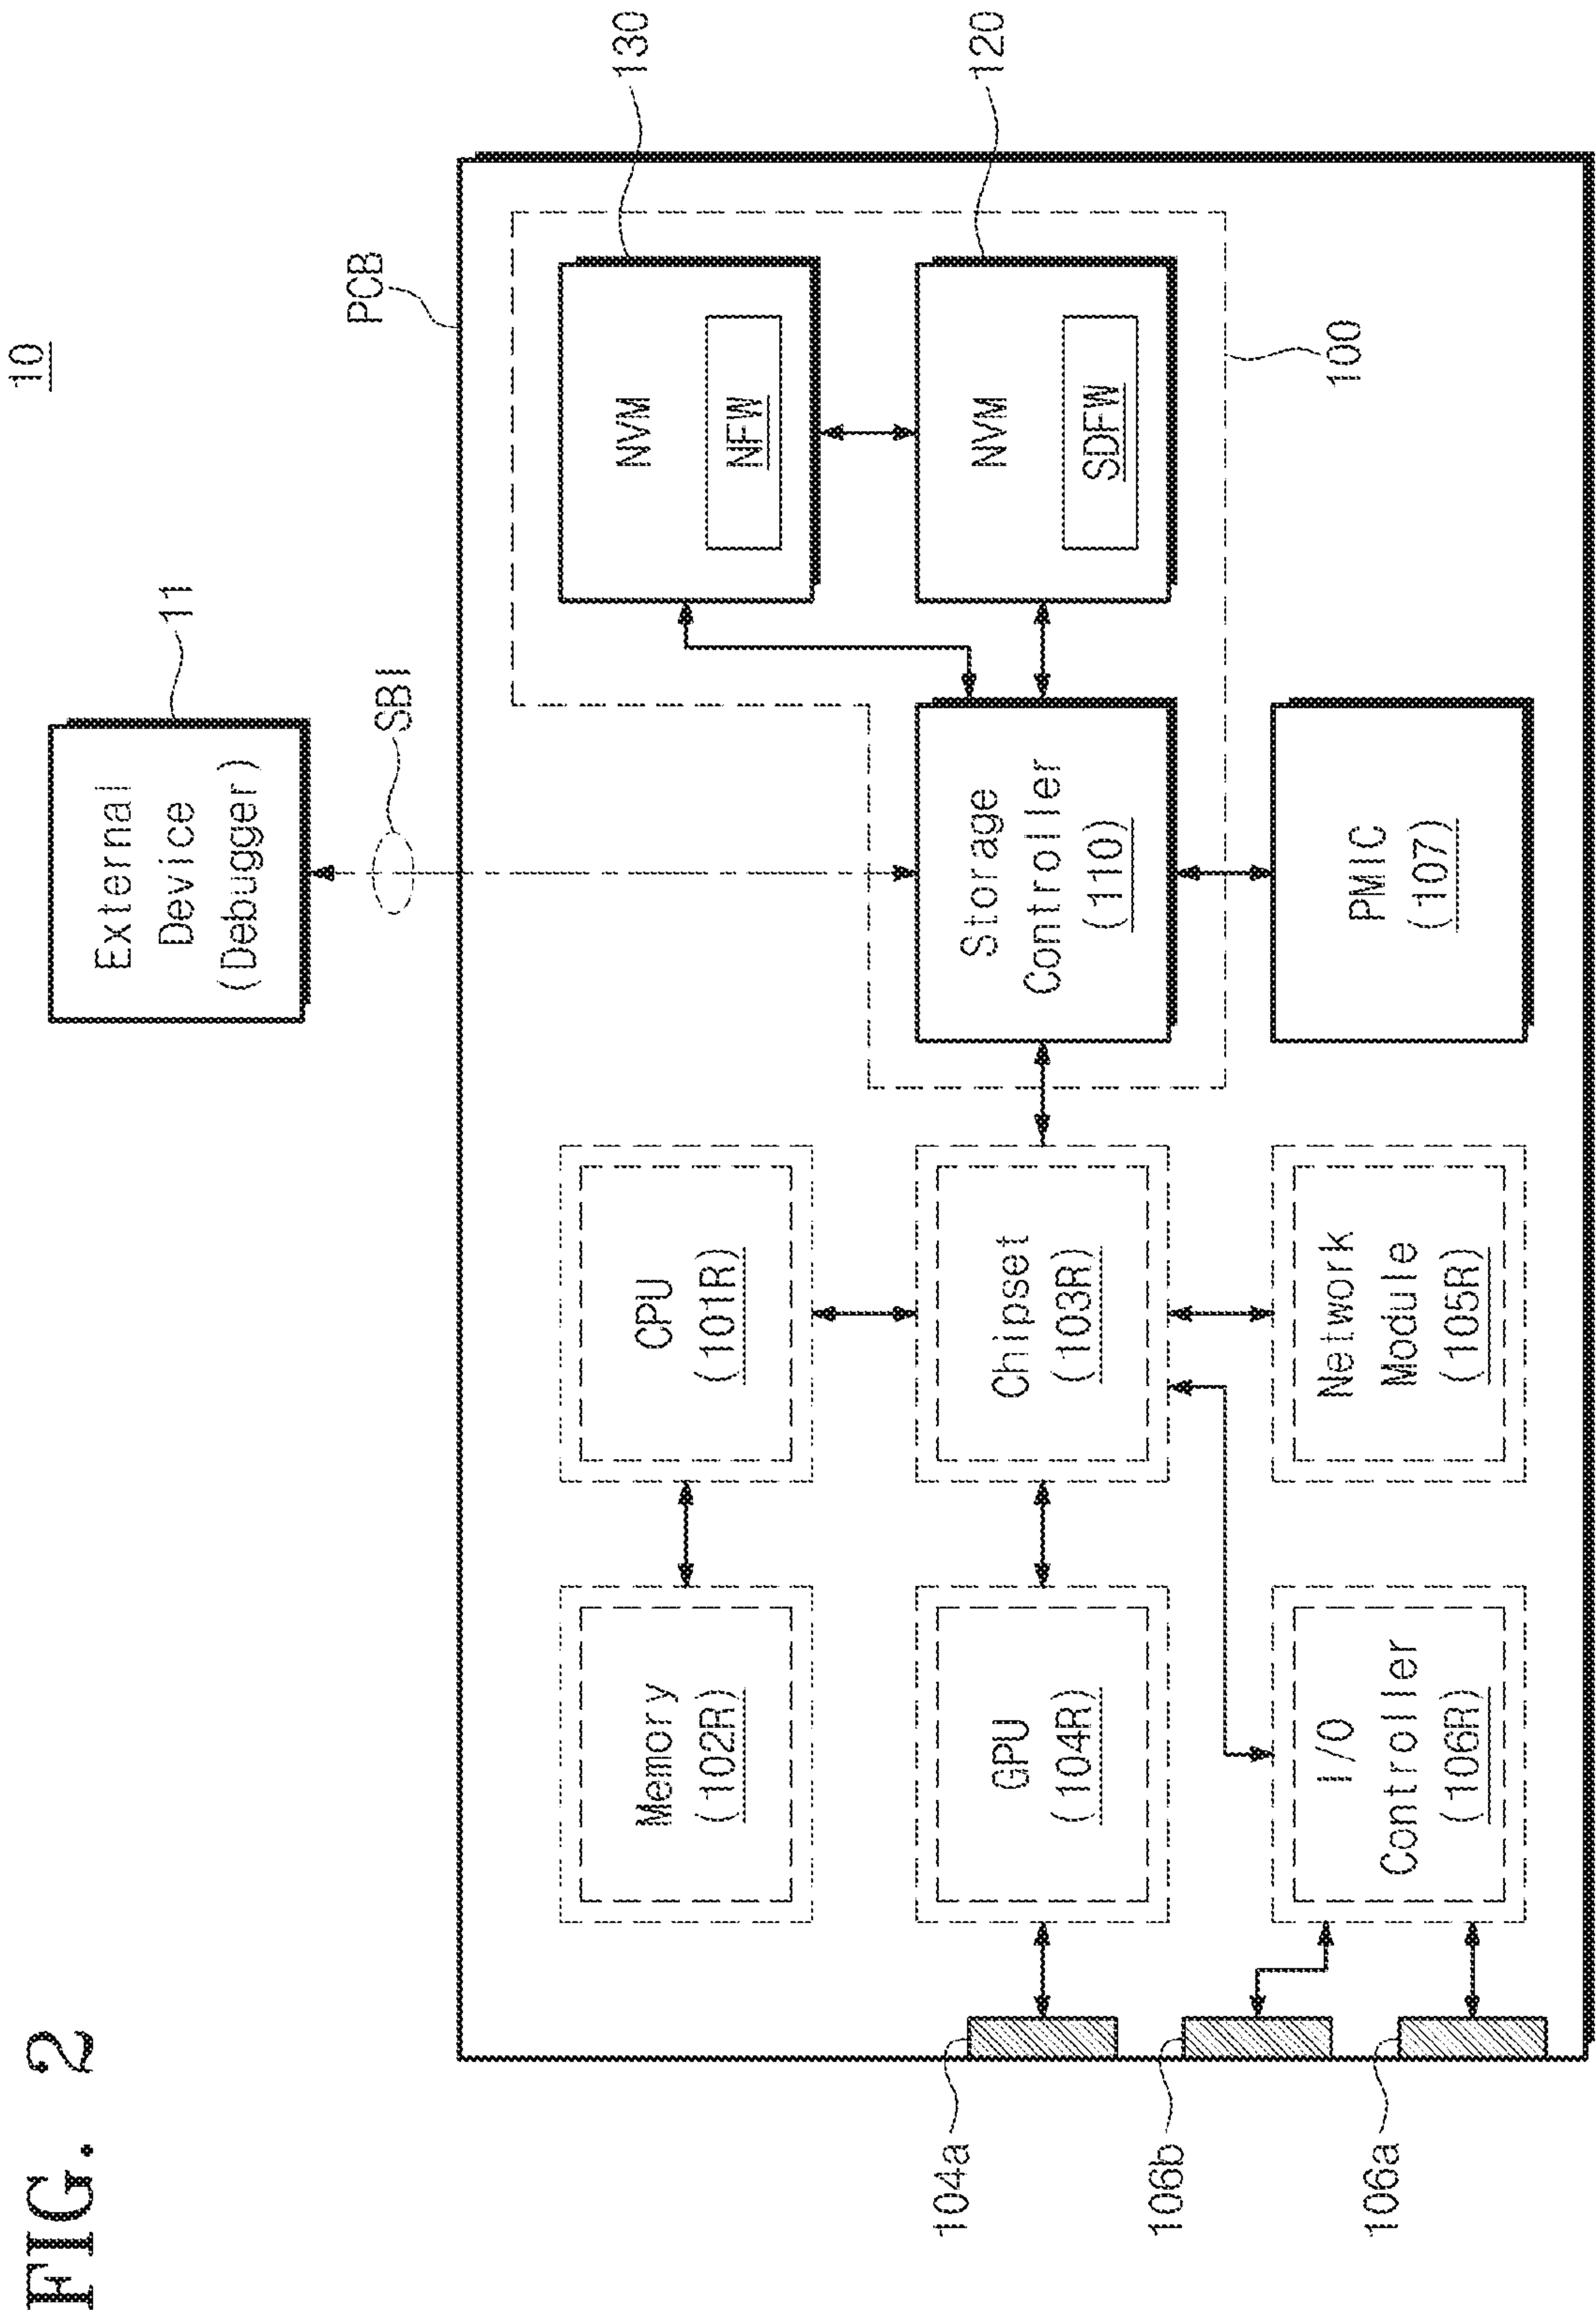 FIG. 2
10
External
Device
(Debugger)
11
SBI
PCB
Memory
(102R)
CPU
(101R)
NVM
NFW
130
GPU
(104R)
Chipset
(103R)
Storage
Controller
(110)
NVM
SDFW
120
I/O
Controller
(106R)
Network
Module
(105R)
PMIC
(107)
100
104a
106b
106a